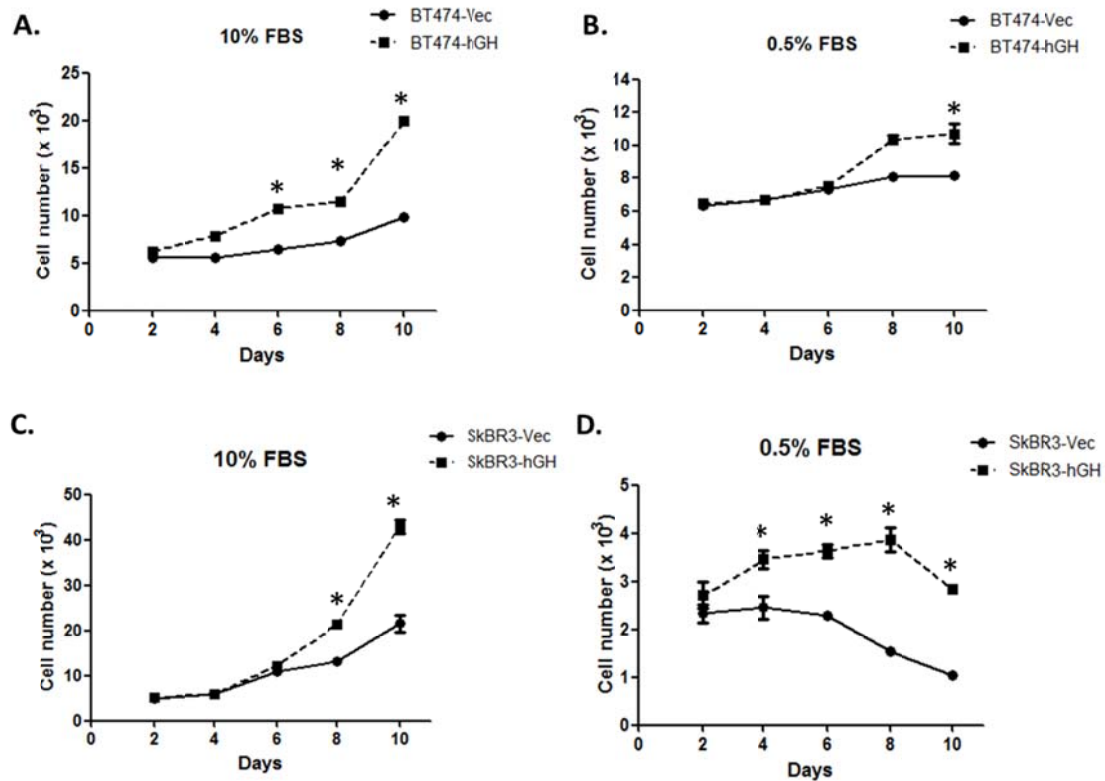 A.
10% FBS
BT474-Vec
BT474-hGH
Cell number (x 10³)
25
20
15
10
5
0
* * *
0 2 4 6 8 10
Days
B.
0.5% FBS
BT474-Vec
BT474-hGH
Cell number (x 10³)
14
12
10
8
6
4
2
0
*
0 2 4 6 8 10
Days
C.
10% FBS
SkBR3-Vec
SkBR3-hGH
Cell number (x 10³)
50
40
30
20
10
0
* *
0 2 4 6 8 10
Days
D.
0.5% FBS
SkBR3-Vec
SkBR3-hGH
Cell number (x 10³)
5
4
3
2
1
0
* * * *
0 2 4 6 8 10
Days